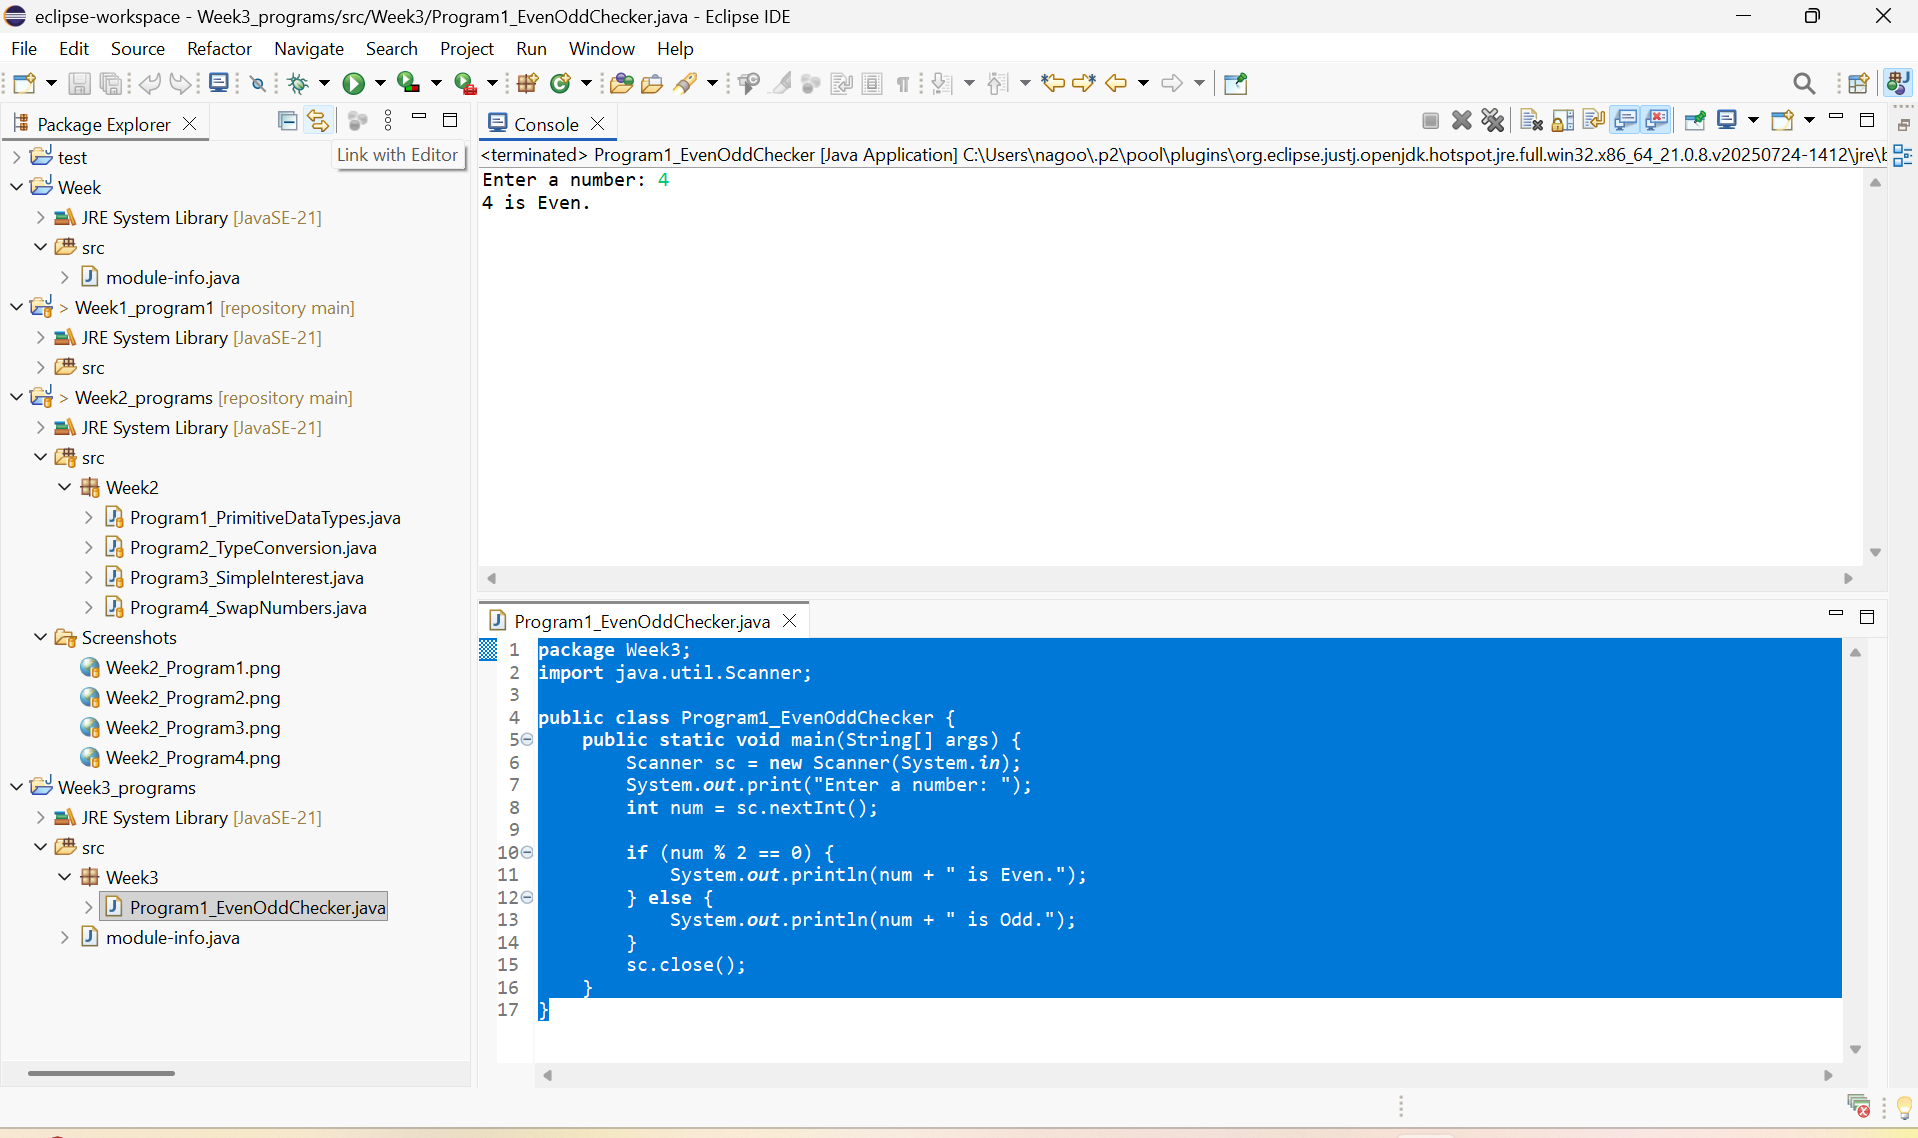 eclipse-workspace - Week3_programs/src/Week3/Program1_EvenOddChecker.java - Eclipse IDE
File Edit Source Refactor Navigate Search Project Run Window Help
Package Explorer
Link with Editor
test
Week
JRE System Library [JavaSE-21]
src
module-info.java
> Week1_program1 [repository main]
JRE System Library [JavaSE-21]
src
> Week2_programs [repository main]
JRE System Library [JavaSE-21]
src
Week2
Program1_PrimitiveDataTypes.java
Program2_TypeConversion.java
Program3_SimpleInterest.java
Program4_SwapNumbers.java
Screenshots
Week2_Program1.png
Week2_Program2.png
Week2_Program3.png
Week2_Program4.png
Week3_programs
JRE System Library [JavaSE-21]
src
Week3
Program1_EvenOddChecker.java
module-info.java
Console
<terminated> Program1_EvenOddChecker [Java Application] C:\Users\nagoo\.p2\pool\plugins\org.eclipse.justj.openjdk.hotspot.jre.full.win32.x86_64_21.0.8.v20250724-1412\jre\b
Enter a number: 4
4 is Even.
Program1_EvenOddChecker.java
1 package Week3;
2 import java.util.Scanner;
3
4 public class Program1_EvenOddChecker {
5     public static void main(String[] args) {
6         Scanner sc = new Scanner(System.in);
7         System.out.print("Enter a number: ");
8         int num = sc.nextInt();
9
10         if (num % 2 == 0) {
11             System.out.println(num + " is Even.");
12         } else {
13             System.out.println(num + " is Odd.");
14         }
15         sc.close();
16     }
17 }